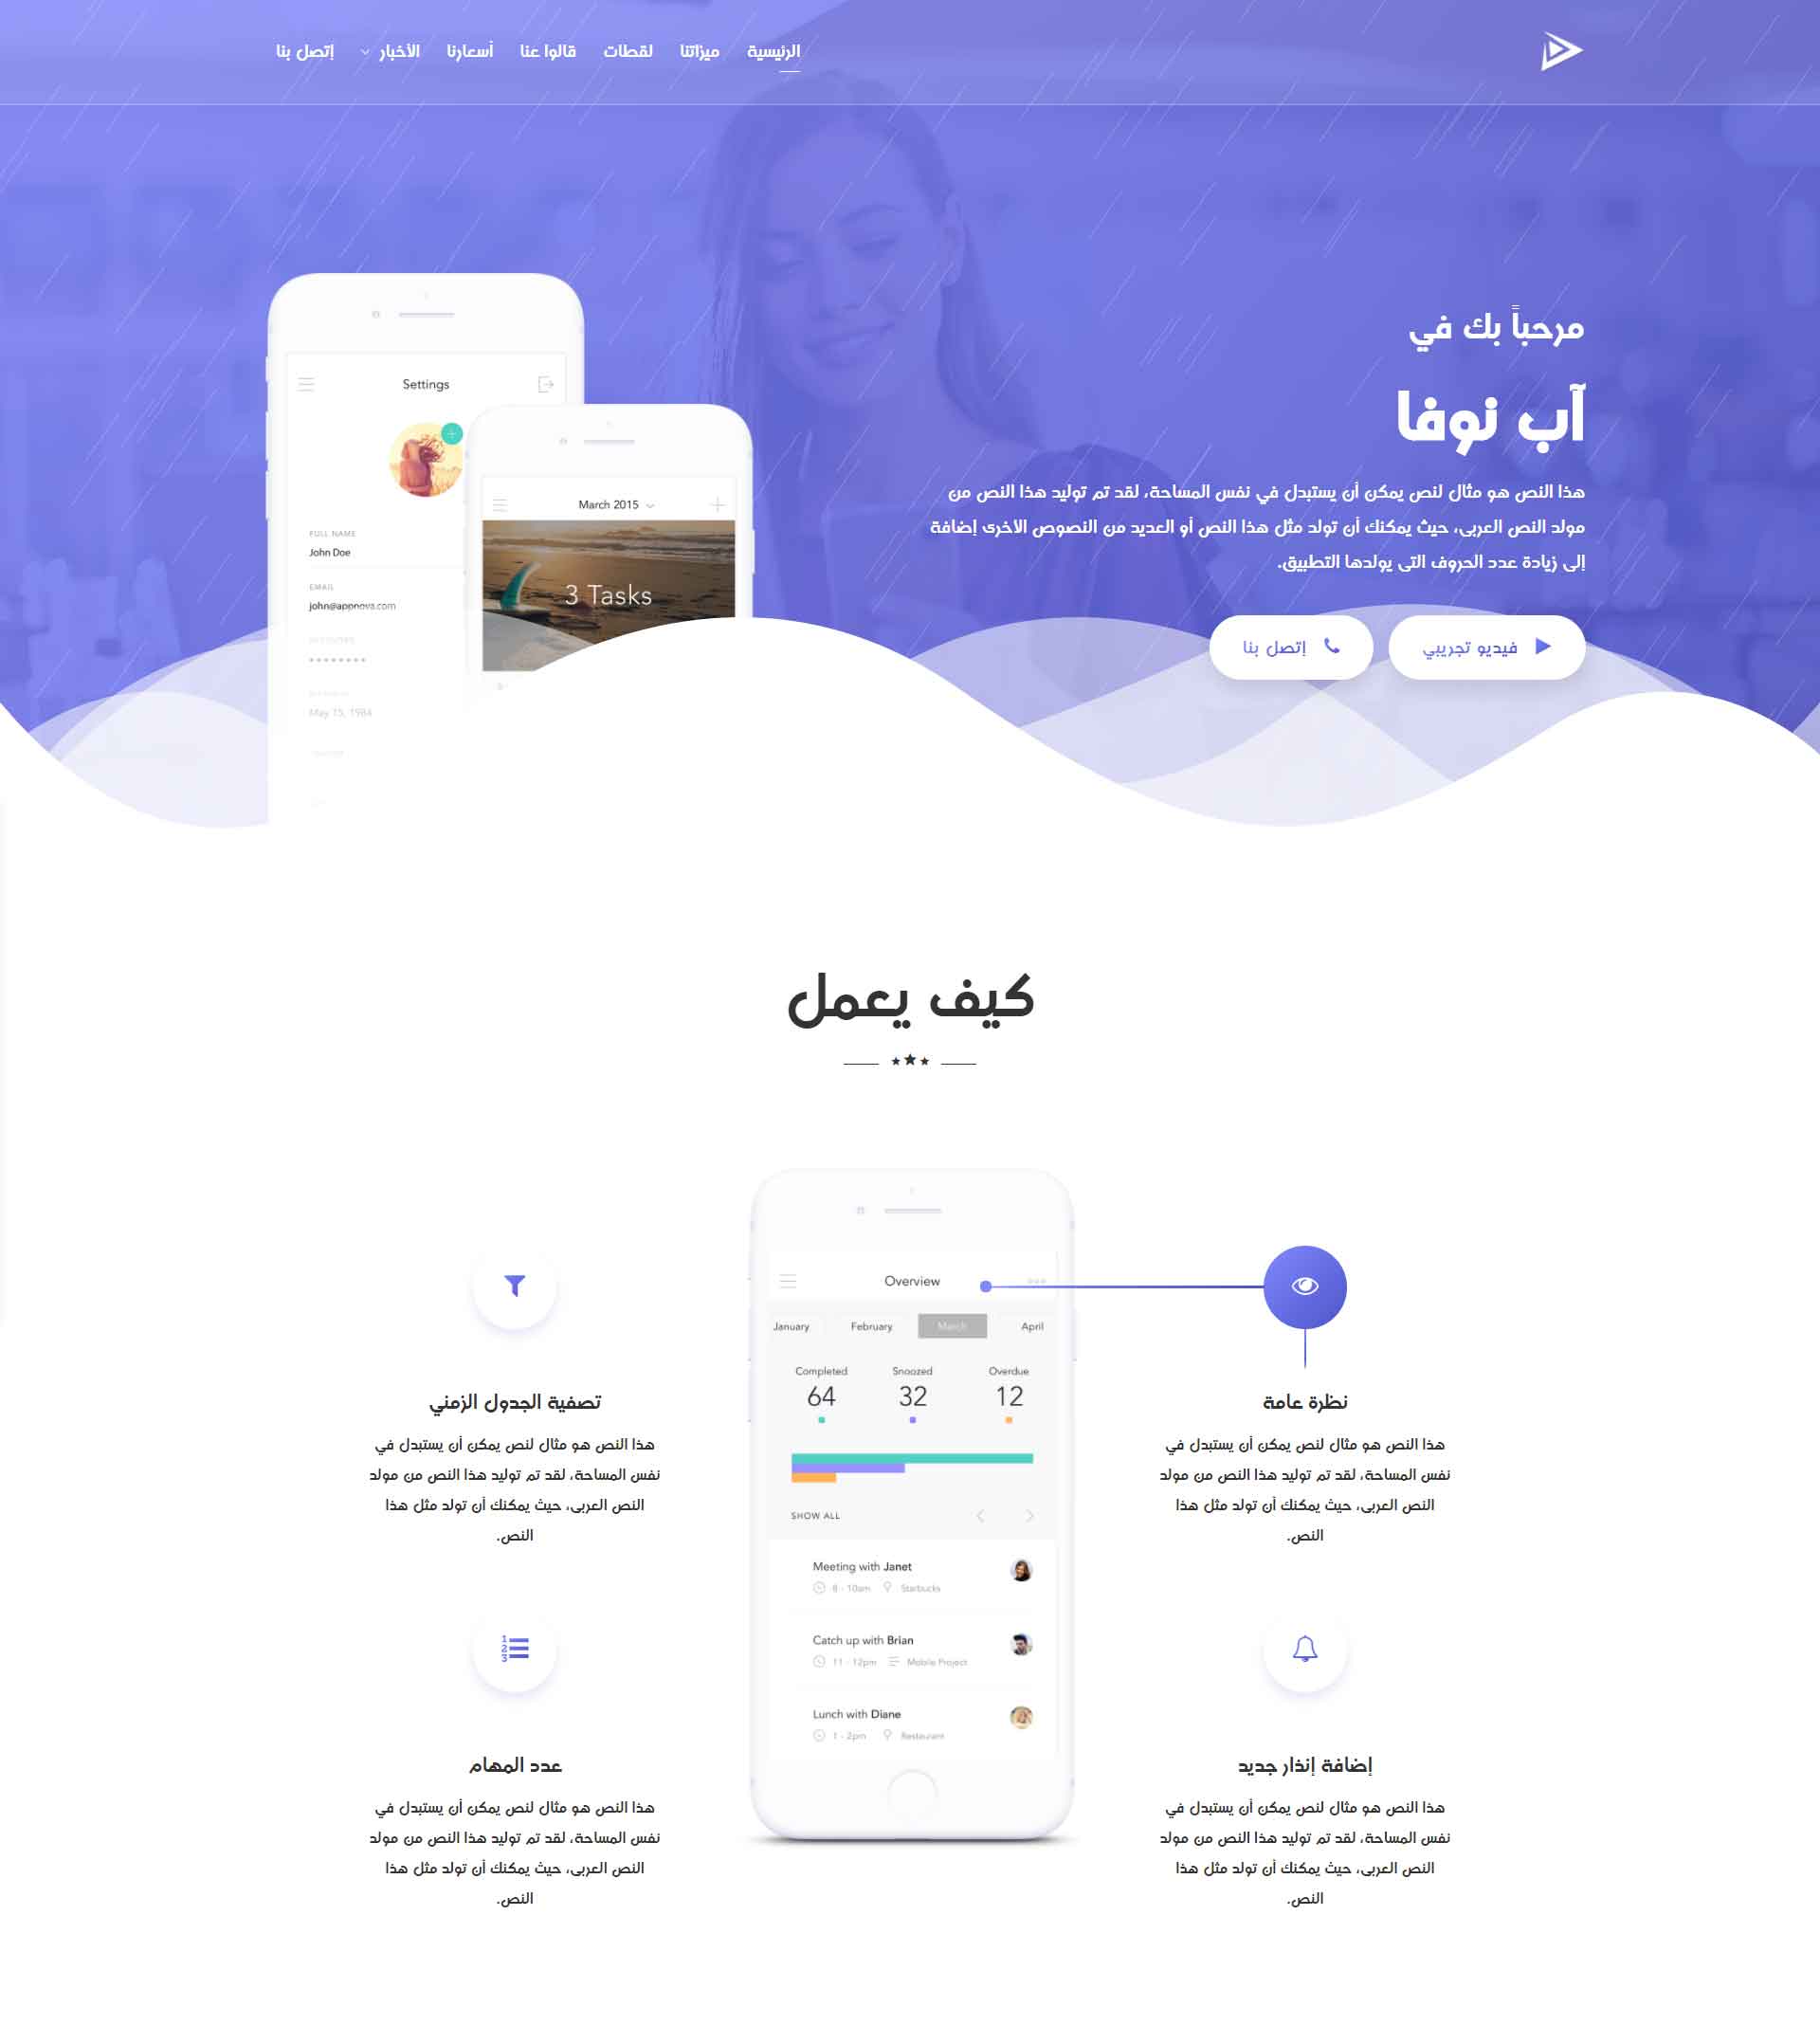 الرئيسية
ميزاتنا
لقطات
قالوا عنا
أسعارنا
الأخبار
إتصل بنا
مرحباً بك في
آب نوفا
هذا النص هو مثال لنص يمكن أن يستبدل في نفس المساحة، لقد تم توليد هذا النص من
مولد النص العربى، حيث يمكنك أن تولد مثل هذا النص أو العديد من النصوص الأخرى إضافة
إلى زيادة عدد الحروف التى يولدها التطبيق.
فيديو تجريبي
إتصل بنا
Settings
FULL NAME
John Doe
EMAIL
john@appnova.com
May 15, 1984
March 2015
3 Tasks
كيف يعمل
نظرة عامة
هذا النص هو مثال لنص يمكن أن يستبدل في
نفس المساحة، لقد تم توليد هذا النص من مولد
النص العربى، حيث يمكنك أن تولد مثل هذا
النص.
إضافة إنذار جديد
هذا النص هو مثال لنص يمكن أن يستبدل في
نفس المساحة، لقد تم توليد هذا النص من مولد
النص العربى، حيث يمكنك أن تولد مثل هذا
النص.
Overview
January February March April
Completed Snoozed Overdue
64 32 12
SHOW ALL
Meeting with Janet
8 - 10am Starbucks
Catch up with Brian
11 - 12pm Mobile Project
Lunch with Diane
1 - 2pm Restaurant
تصفية الجدول الزمني
هذا النص هو مثال لنص يمكن أن يستبدل في
نفس المساحة، لقد تم توليد هذا النص من مولد
النص العربى، حيث يمكنك أن تولد مثل هذا
النص.
عدد المهام
هذا النص هو مثال لنص يمكن أن يستبدل في
نفس المساحة، لقد تم توليد هذا النص من مولد
النص العربى، حيث يمكنك أن تولد مثل هذا
النص.